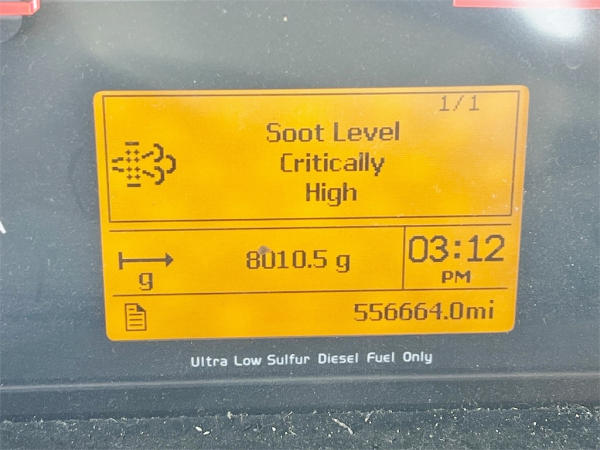 1/1
Soot Level
Critically
High
8010.5 g
03:12
PM
g
556664.0mi
Ultra Low Sulfur Diesel Fuel Only